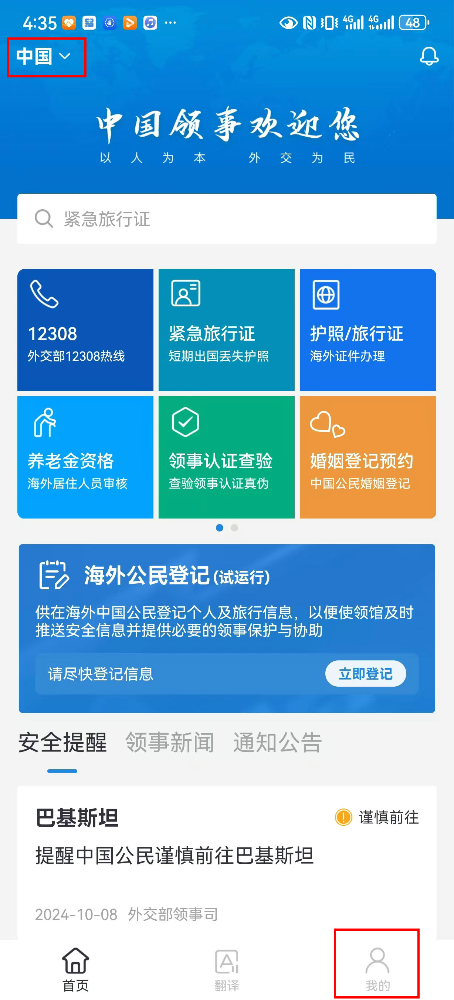 4:35 4G 4G 48
中国
中国领事欢迎您
以人为本 外交为民
紧急旅行证
12308
外交部12308热线
紧急旅行证
短期出国丢失护照
护照/旅行证
海外证件办理
养老金资格
海外居住人员审核
领事认证查验
查验领事认证真伪
婚姻登记预约
中国公民婚姻登记
海外公民登记(试运行)
供在海外中国公民登记个人及旅行信息，以便使领馆及时
推送安全信息并提供必要的领事保护与协助
请尽快登记信息 立即登记
安全提醒 领事新闻 通知公告
巴基斯坦 谨慎前往
提醒中国公民谨慎前往巴基斯坦
2024-10-08 外交部领事司
首页 翻译 我的